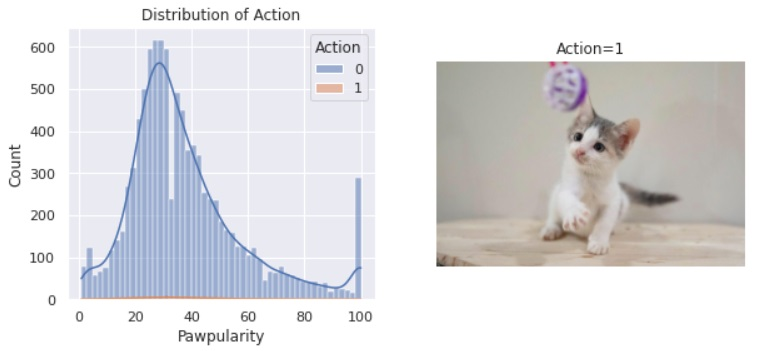 Distribution of Action
600
500
400
300
200
100
0
Count
0 20 40 60 80 100
Pawpularity
Action
0
1
Action=1